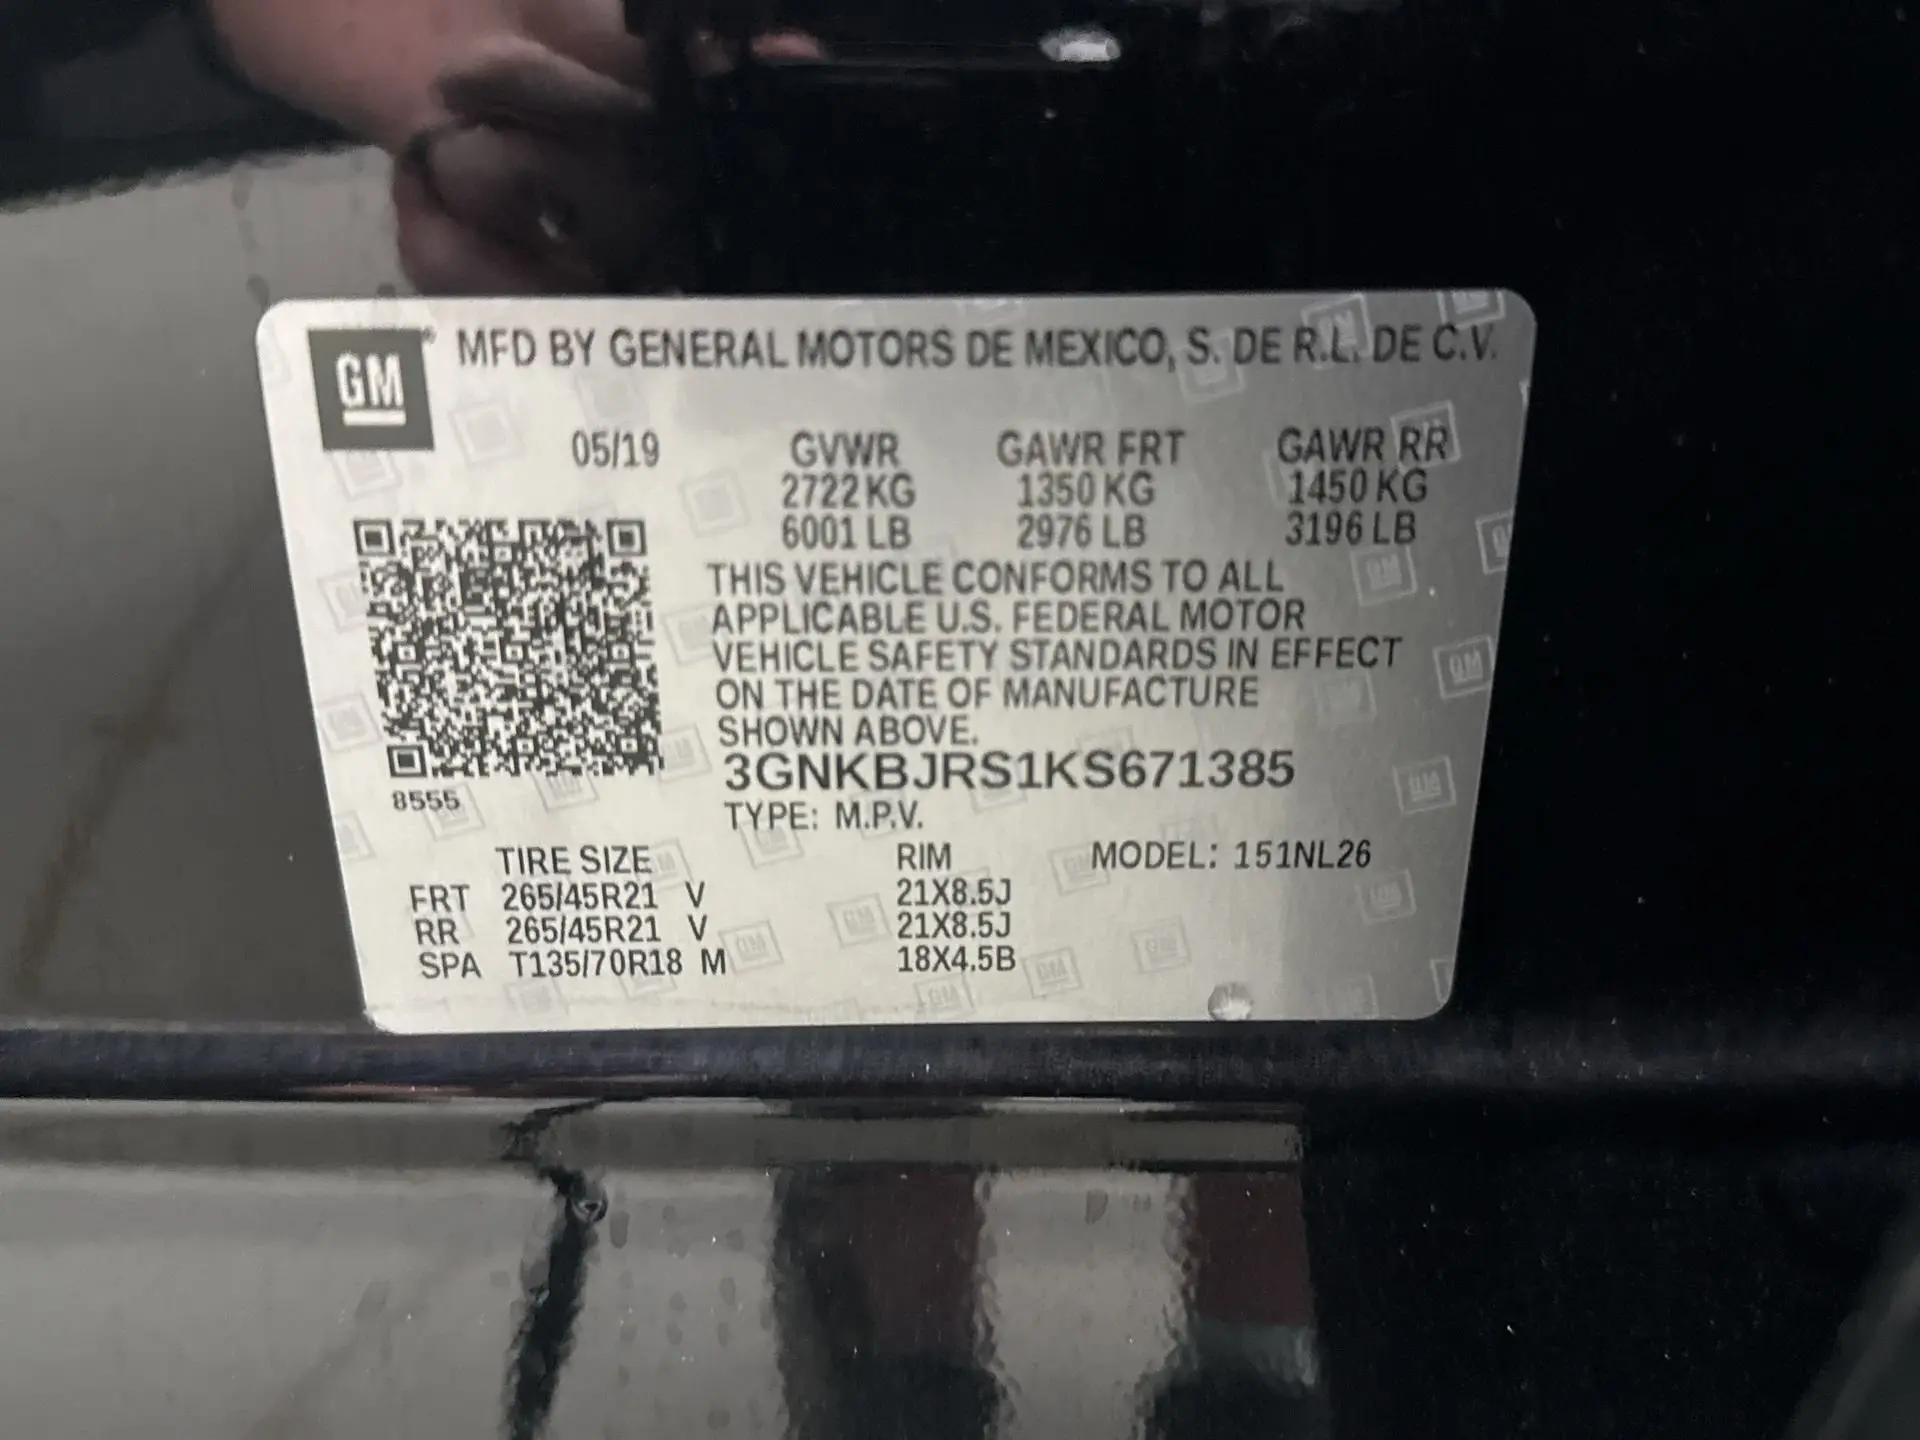 GM® MFD BY GENERAL MOTORS DE MEXICO, S. DE R.L. DE C.V.
05/19 GVWR GAWR FRT GAWR RR
2722 KG 1350 KG 1450 KG
6001 LB 2976 LB 3196 LB
THIS VEHICLE CONFORMS TO ALL
APPLICABLE U.S. FEDERAL MOTOR
VEHICLE SAFETY STANDARDS IN EFFECT
ON THE DATE OF MANUFACTURE
SHOWN ABOVE.
3GNKBJRS1KS671385
8555
TYPE: M.P.V.
TIRE SIZE RIM MODEL: 151NL26
FRT 265/45R21 V 21X8.5J
RR 265/45R21 V 21X8.5J
SPA T135/70R18 M 18X4.5B